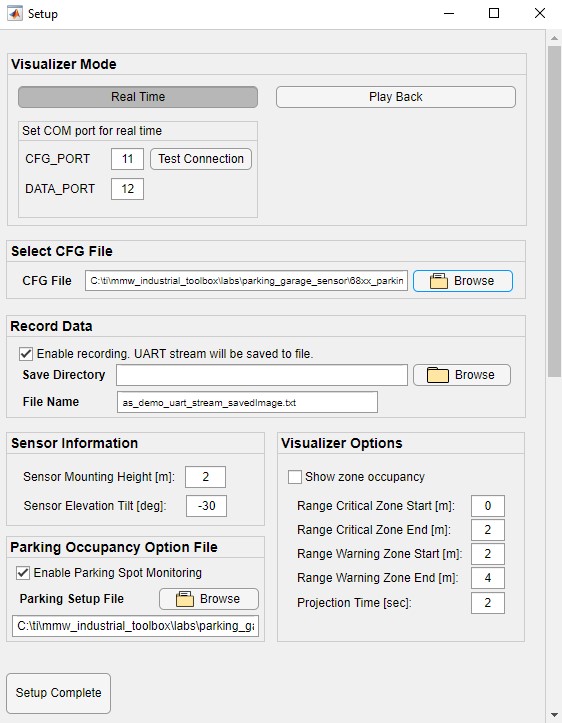 Setup
Visualizer Mode
Real Time
Play Back
Set COM port for real time
CFG_PORT 11 Test Connection
DATA_PORT 12
Select CFG File
CFG File C:\ti\mmw_industrial_toolbox\labs\parking_garage_sensor\68xx_parkin Browse
Record Data
Enable recording. UART stream will be saved to file.
Save Directory Browse
File Name as_demo_uart_stream_savedImage.txt
Sensor Information
Sensor Mounting Height [m]: 2
Sensor Elevation Tilt [deg]: -30
Parking Occupancy Option File
Enable Parking Spot Monitoring
Parking Setup File Browse
C:\ti\mmw_industrial_toolbox\labs\parking_ga
Visualizer Options
Show zone occupancy
Range Critical Zone Start [m]: 0
Range Critical Zone End [m]: 2
Range Warning Zone Start [m]: 2
Range Warning Zone End [m]: 4
Projection Time [sec]: 2
Setup Complete